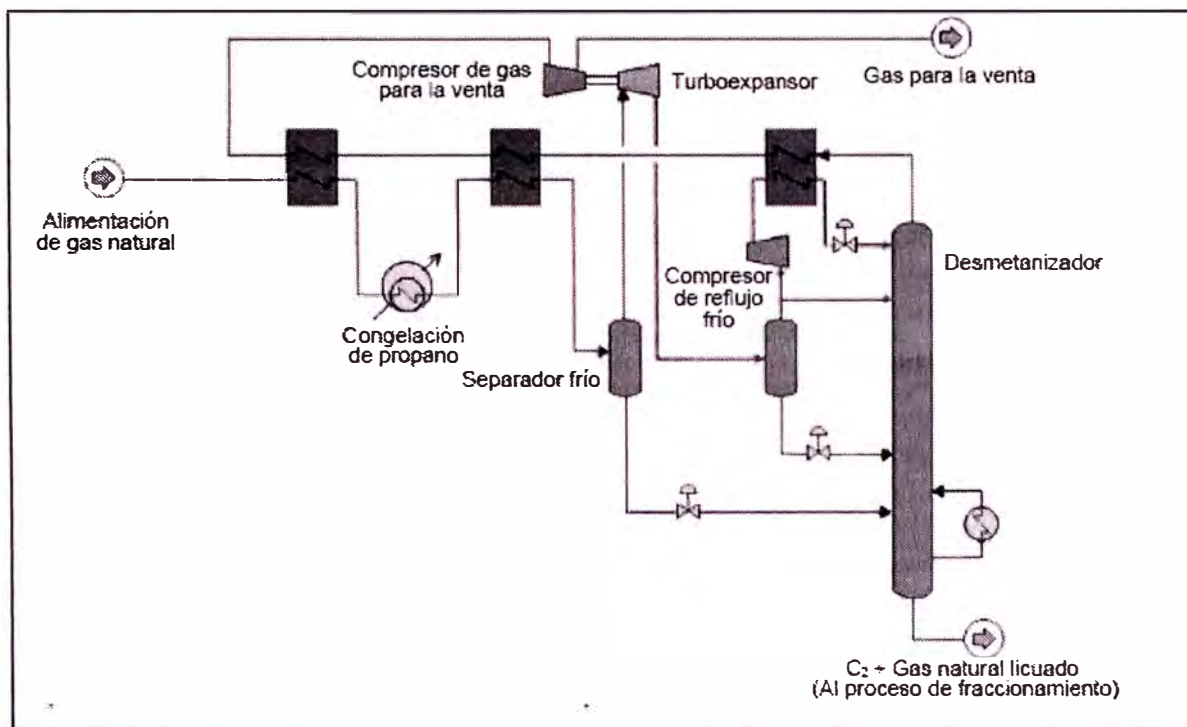 Compresor de gas
para la venta
Turboexpansor
Gas para la venta
Alimentación
de gas natural
Congelación
de propano
Separador frío
Compresor
de reflujo
frío
Desmetanizador
C₂ + Gas natural licuado
(Al proceso de fraccionamiento)